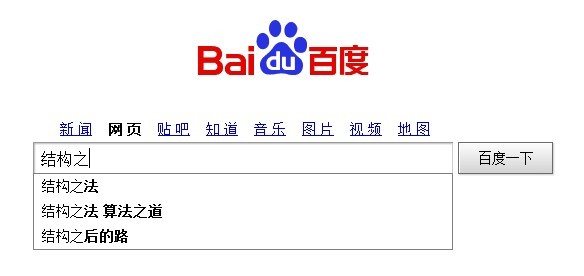 Bai du 百度
新闻 网页 贴吧 知道 音乐 图片 视频 地图
结构之 百度一下
结构之法
结构之法 算法之道
结构之后的路